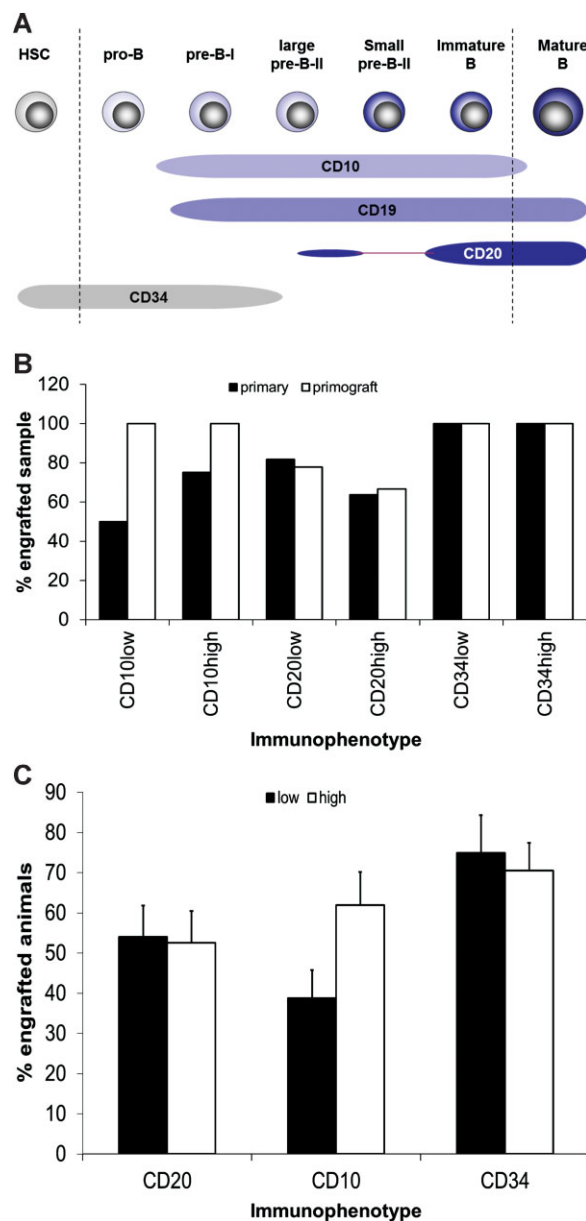 A
HSC pro-B pre-B-I large pre-B-II Small pre-B-II Immature B Mature B
CD10
CD19
CD20
CD34
B
primary primograft
120
100
80
60
40
20
0
% engrafted sample
CD10low CD10high CD20low CD20high CD34low CD34high
Immunophenotype
C
low high
90
80
70
60
50
40
30
20
10
0
% engrafted animals
CD20 CD10 CD34
Immunophenotype